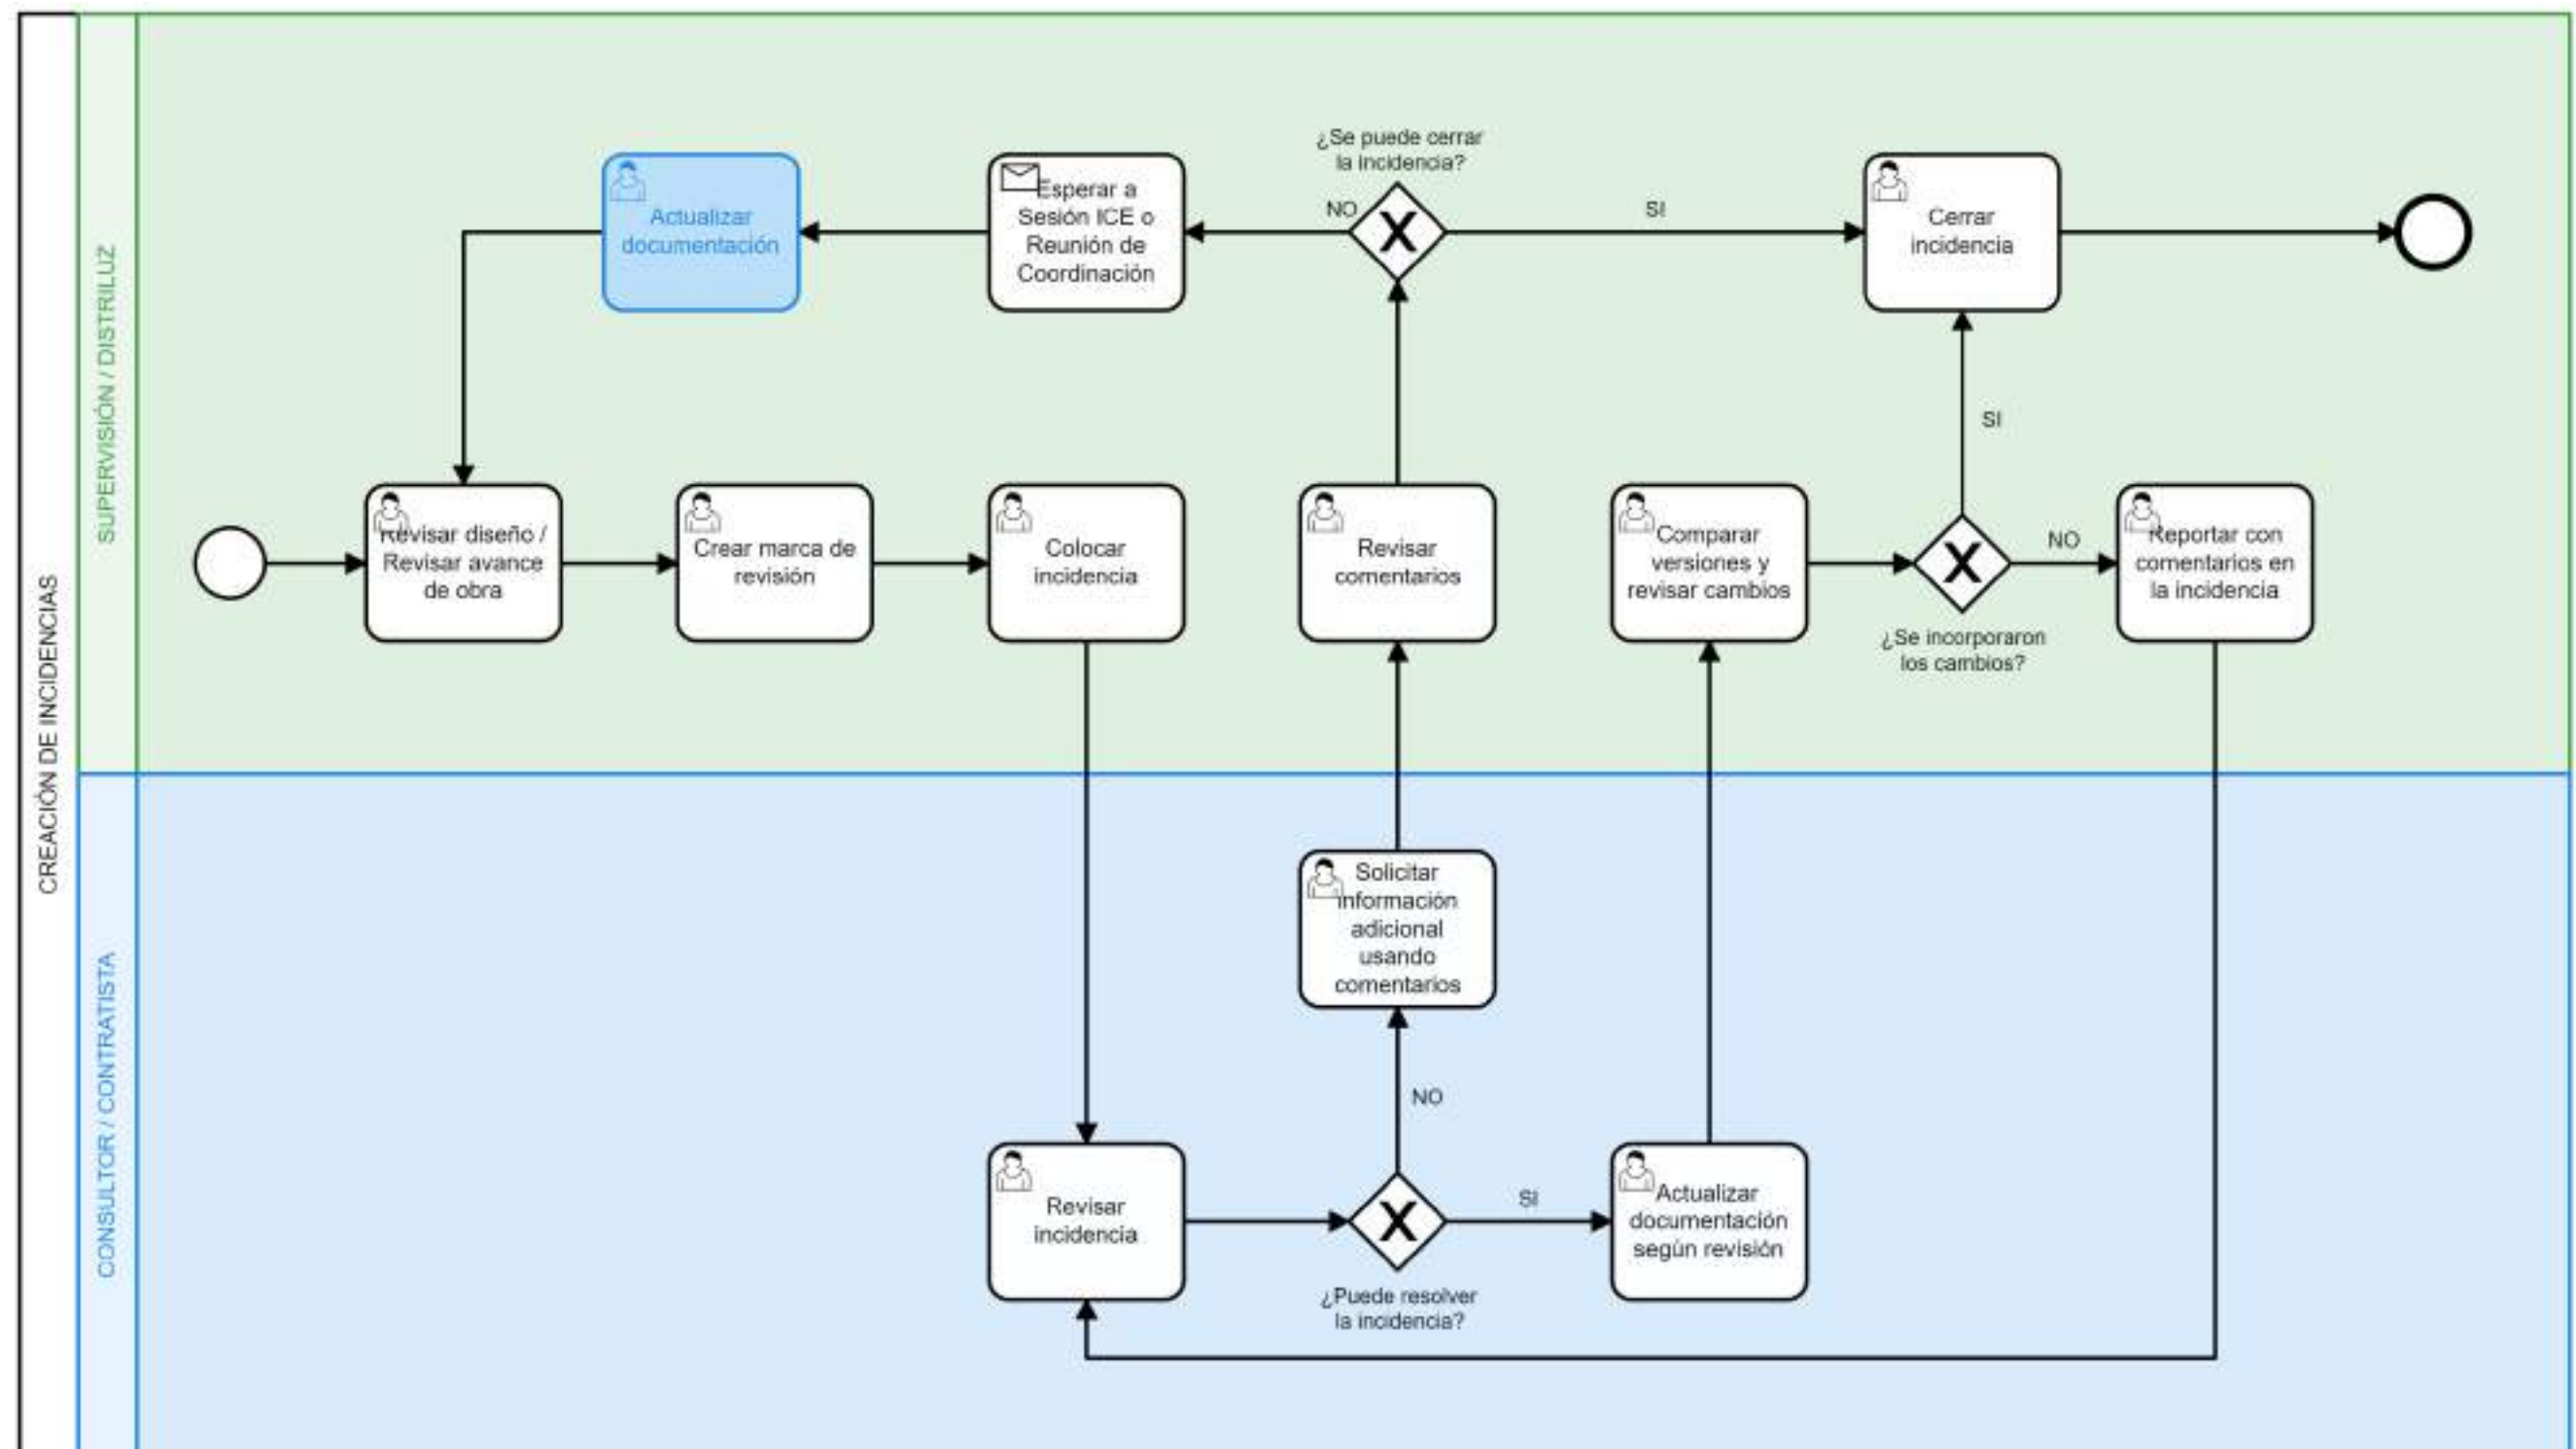 CREACIÓN DE INCIDENCIAS
SUPERVISIÓN / DISTRILUZ
¿Se puede cerrar
la incidencia?
Actualizar
documentación
Esperar a
Sesión ICE o
Reunión de
Coordinación
NO
SI
Cerrar
incidencia
SI
Revisar diseño /
Revisar avance
de obra
Crear marca de
revisión
Colocar
incidencia
Revisar
comentarios
Comparar
versiones y
revisar cambios
¿Se incorporaron
los cambios?
NO
Reportar con
comentarios en
la incidencia
CONSULTOR / CONTRATISTA
Solicitar
información
adicional
usando
comentarios
NO
Revisar
incidencia
¿Puede resolver
la incidencia?
SI
Actualizar
documentación
según revisión